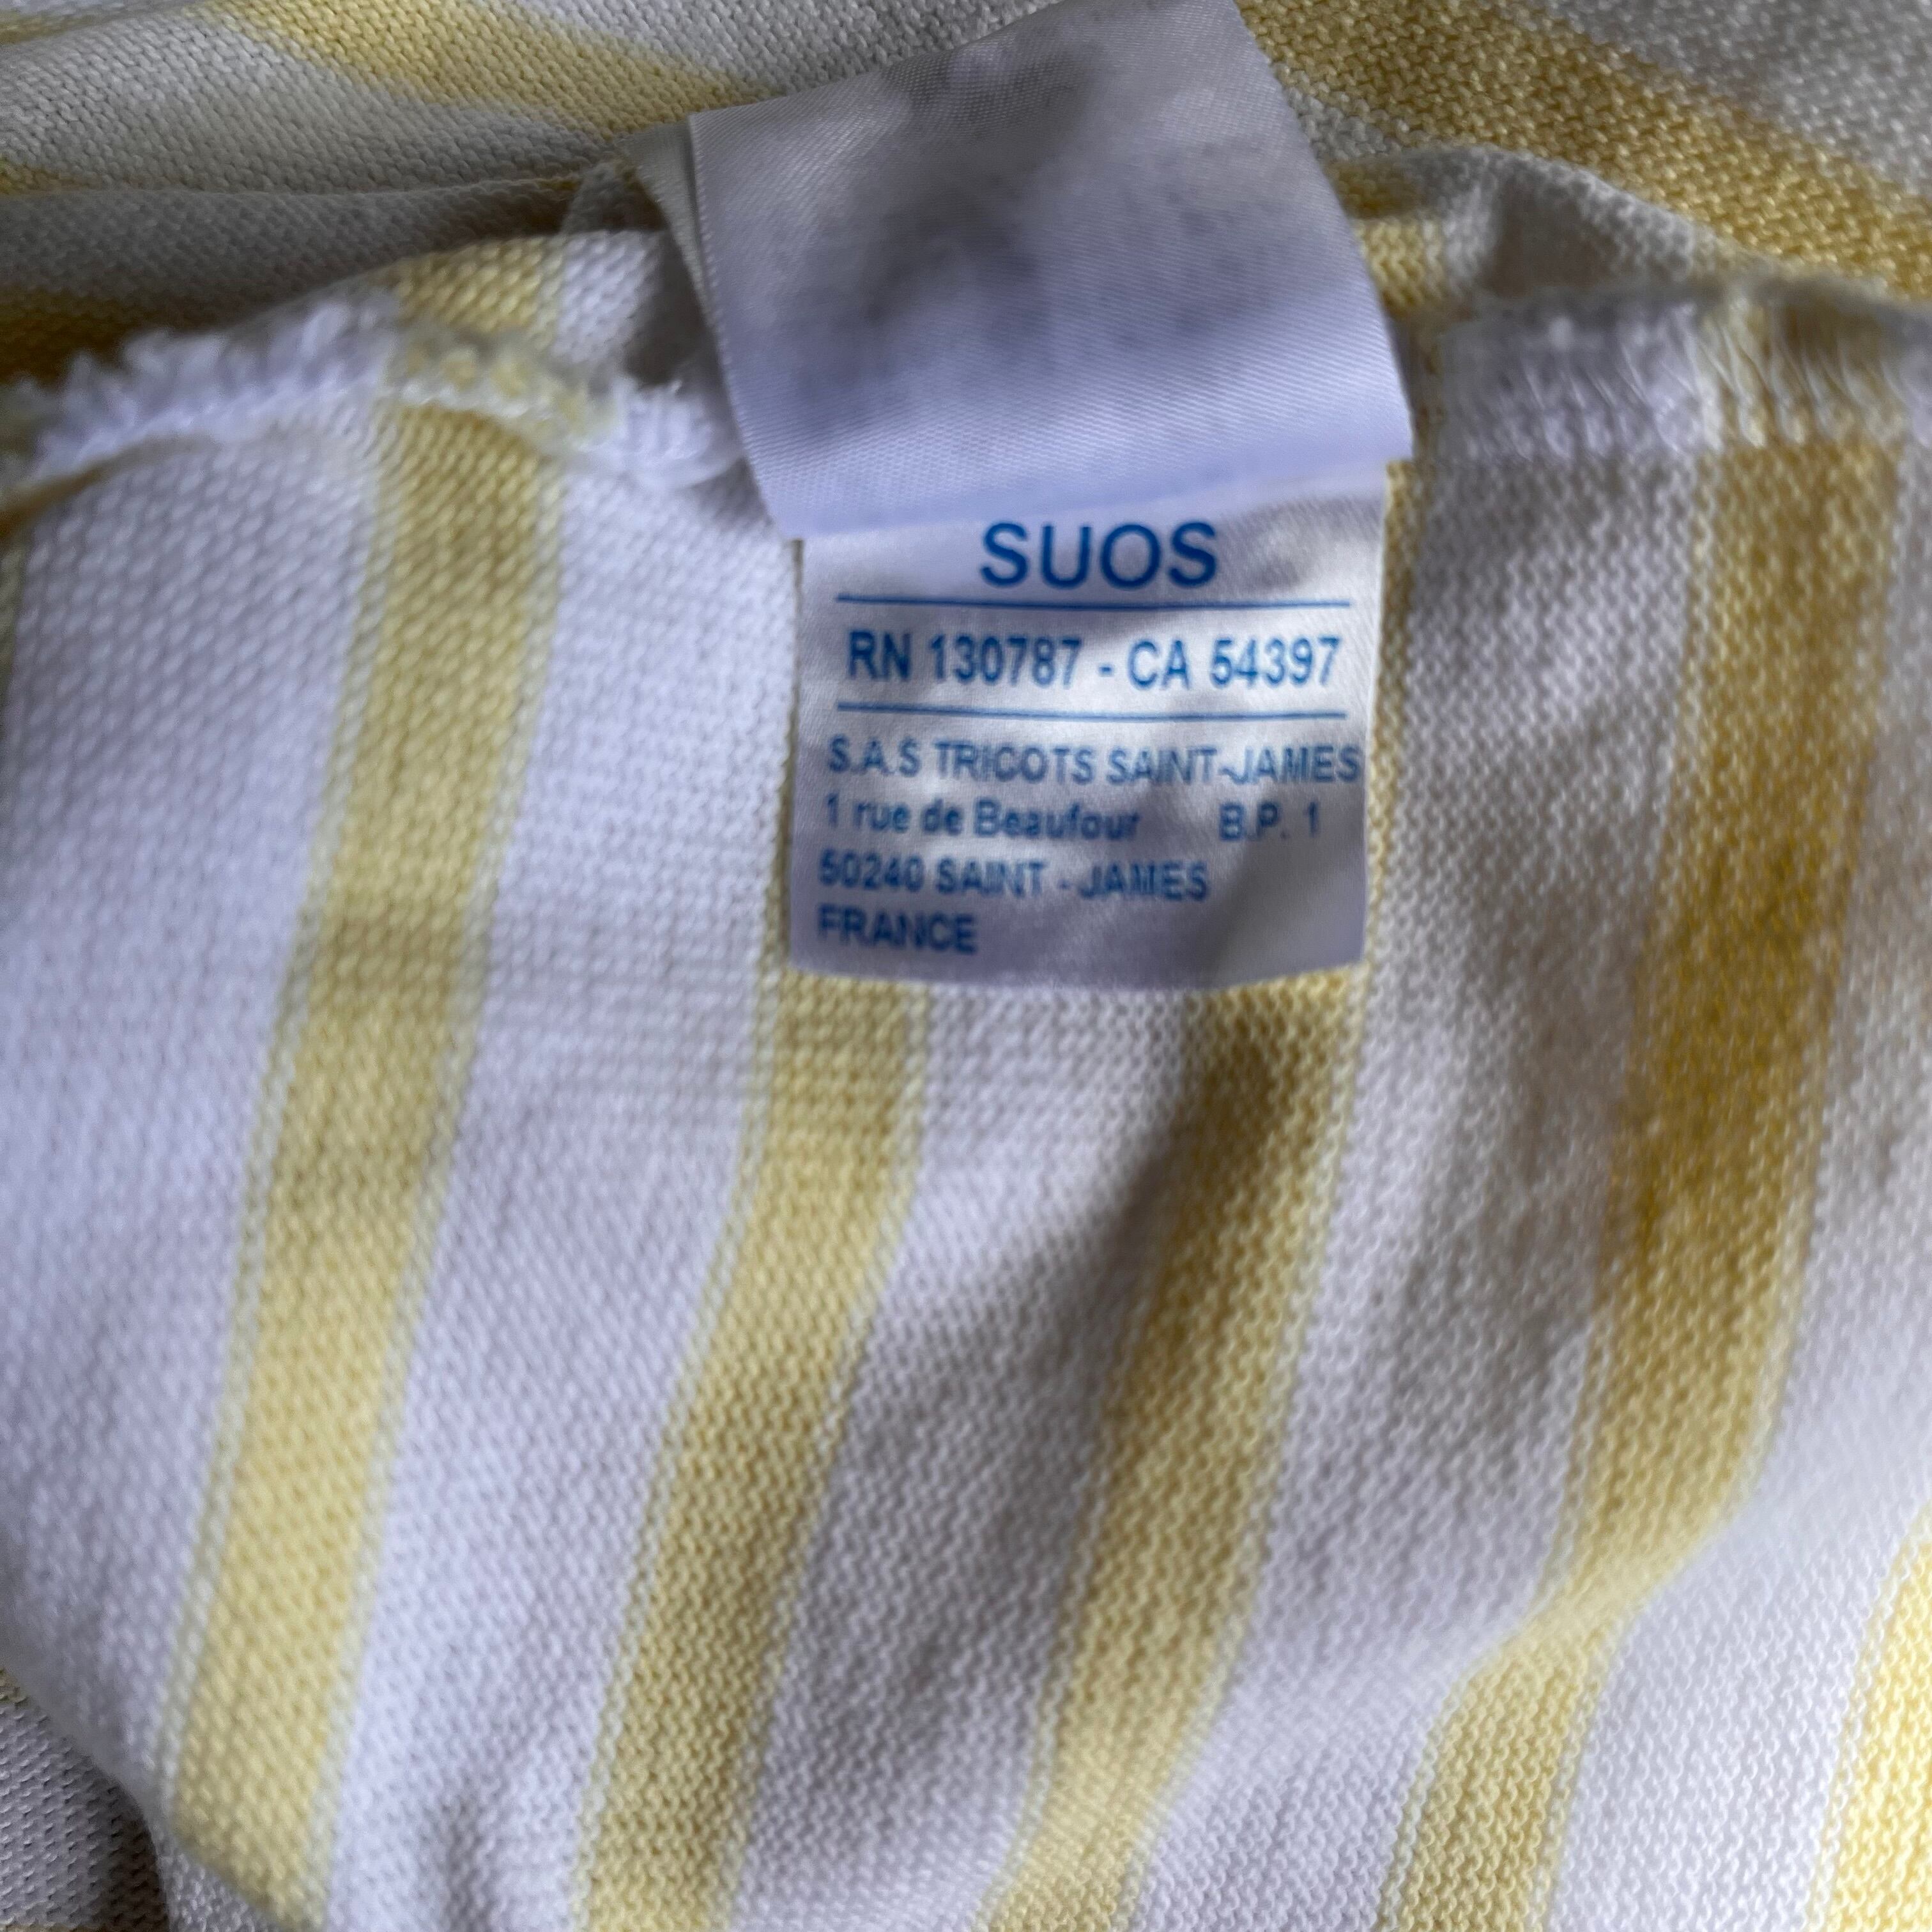 SUOS
RN 130787 - CA 54397
S.A.S TRICOTS SAINT-JAMES
1 rue de Beaufour B.P. 1
50240 SAINT - JAMES
FRANCE